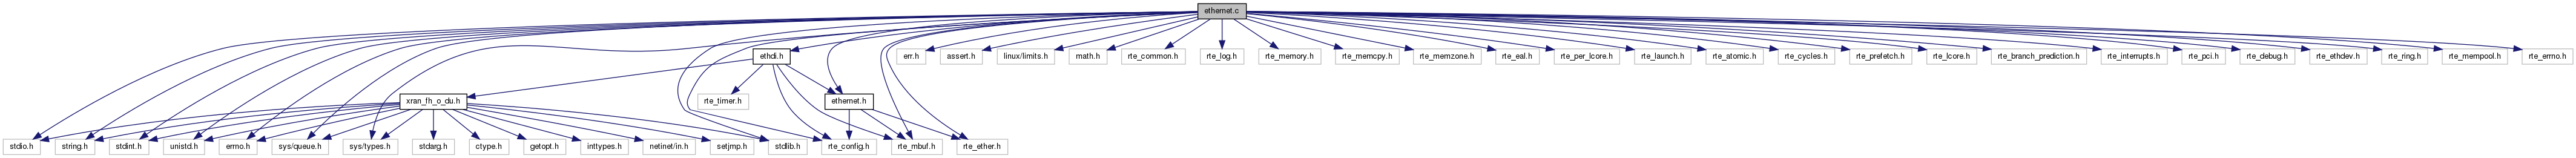 ethernet.c
ethdi.h
err.h
assert.h
linux/limits.h
math.h
rte_common.h
rte_log.h
rte_memory.h
rte_memcpy.h
rte_memzone.h
rte_eal.h
rte_per_lcore.h
rte_launch.h
rte_atomic.h
rte_cycles.h
rte_prefetch.h
rte_lcore.h
rte_branch_prediction.h
rte_interrupts.h
rte_pci.h
rte_debug.h
rte_ethdev.h
rte_ring.h
rte_mempool.h
rte_errno.h
xran_fh_o_du.h
rte_timer.h
ethernet.h
stdio.h
string.h
stdint.h
unistd.h
errno.h
sys/queue.h
sys/types.h
stdarg.h
ctype.h
getopt.h
inttypes.h
netinet/in.h
setjmp.h
stdlib.h
rte_config.h
rte_mbuf.h
rte_ether.h